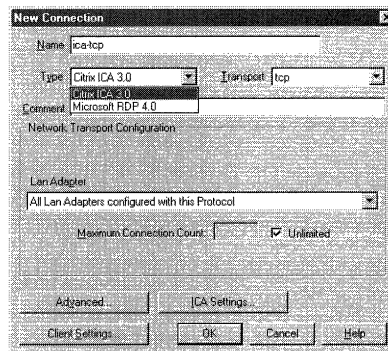 New Connection
Name ica-tcp
Type Citrix ICA 3.0 Transport tcp
Citrix ICA 3.0
Microsoft RDP 4.0
Comment
Network Transport Configuration
Lan Adapter
All Lan Adapters configured with this Protocol
Maximum Connection Count: Unlimited
Advanced... ICA Settings...
Client Settings OK Cancel Help